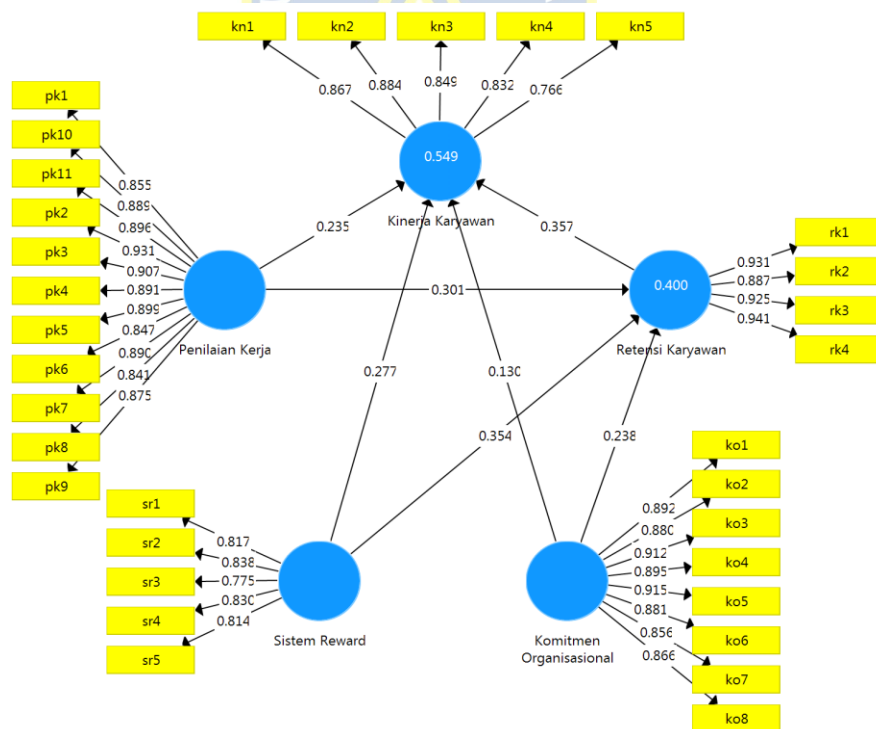 kn1
kn2
kn3
kn4
kn5
0.867
0.884
0.849
0.832
0.766
pk1
pk10
pk11
pk2
pk3
pk4
pk5
pk6
pk7
pk8
pk9
0.855
0.889
0.896
0.931
0.907
0.891
0.899
0.847
0.890
0.841
0.875
Penilaian Kerja
0.549
Kinerja Karyawan
0.235
0.357
0.301
0.400
Retensi Karyawan
0.931
0.887
0.925
0.941
rk1
rk2
rk3
rk4
0.277
0.130
0.354
0.238
sr1
sr2
sr3
sr4
sr5
0.817
0.838
0.775
0.830
0.814
Sistem Reward
Komitmen
Organisasional
0.892
0.880
0.912
0.895
0.915
0.881
0.856
0.866
ko1
ko2
ko3
ko4
ko5
ko6
ko7
ko8